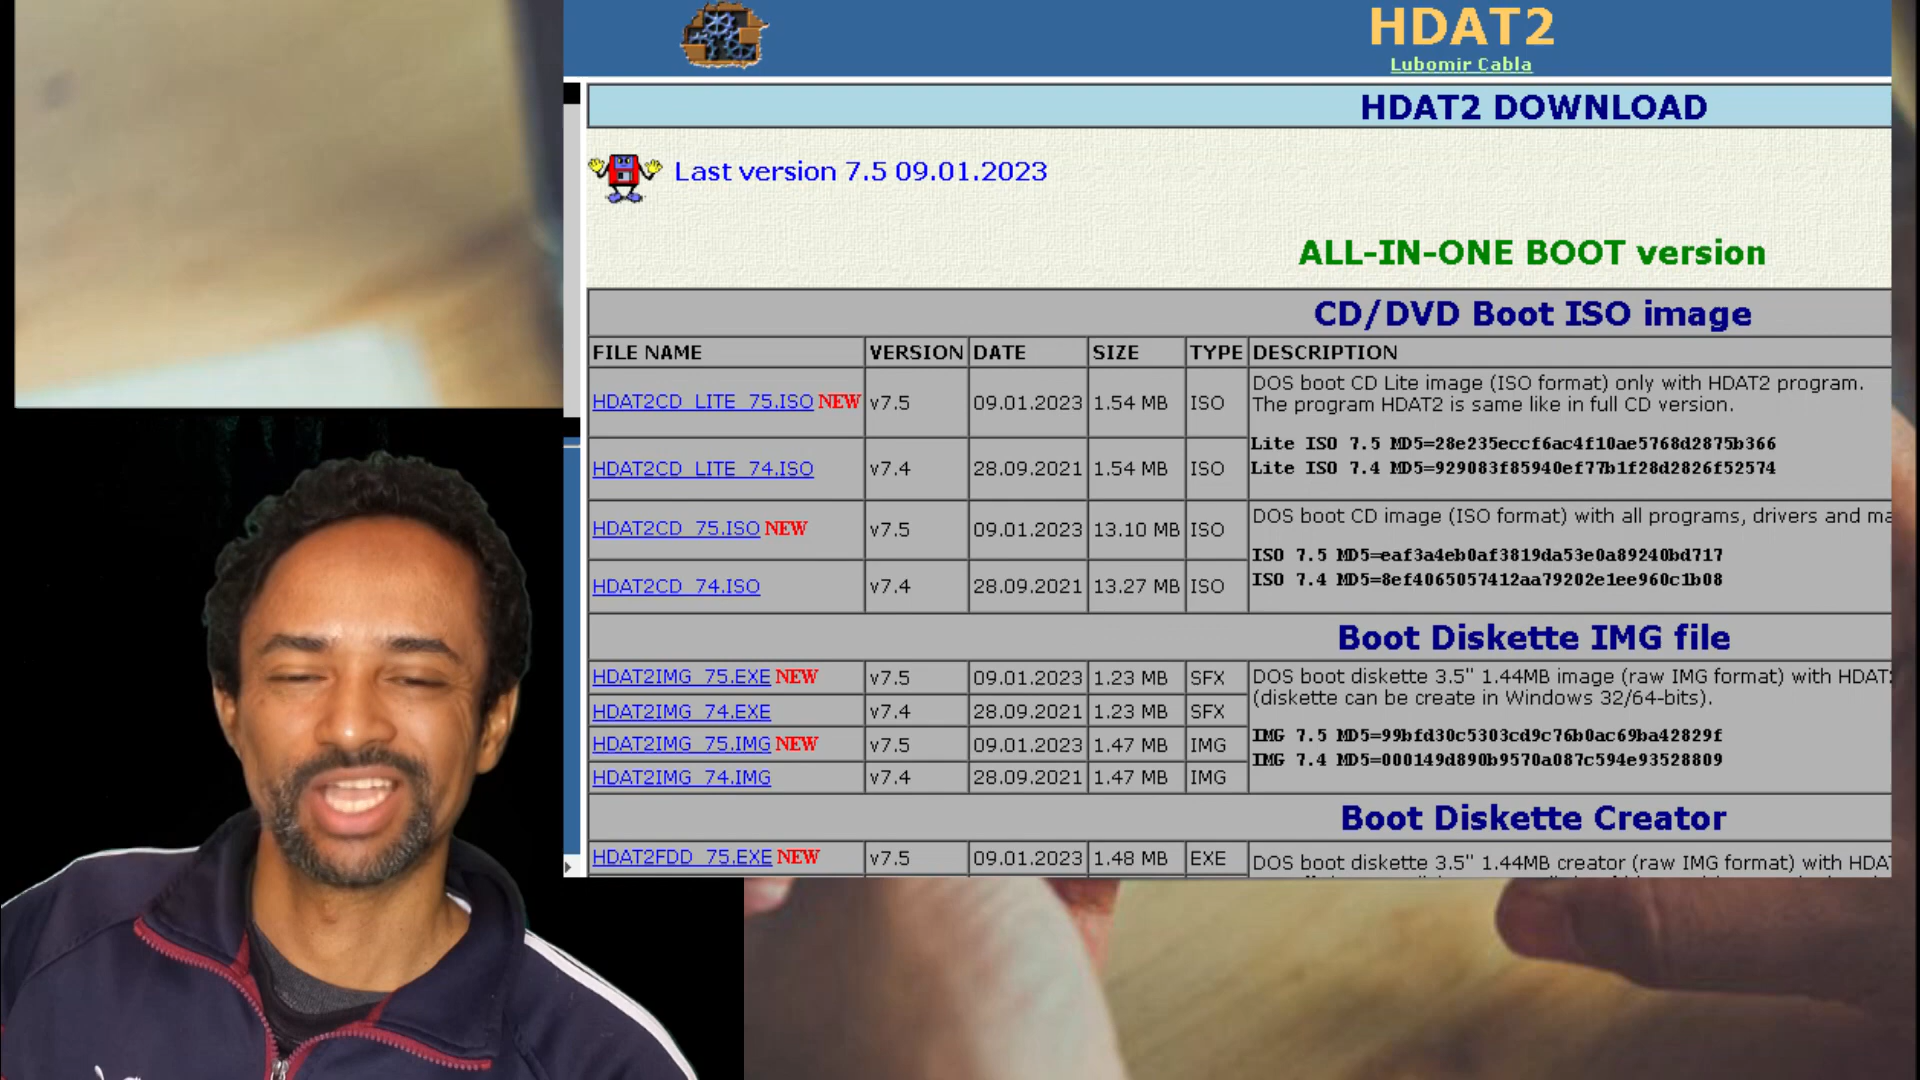 HDAT2
Lubomir Cabla
HDAT2 DOWNLOAD
Last version 7.5 09.01.2023
ALL-IN-ONE BOOT version
CD/DVD Boot ISO image
FILE NAME VERSION DATE SIZE TYPE DESCRIPTION
HDAT2CD_LITE_75.ISO NEW v7.5 09.01.2023 1.54 MB ISO
DOS boot CD Lite image (ISO format) only with HDAT2 program.
The program HDAT2 is same like in full CD version.
Lite ISO 7.5 MD5=28e235eccf6ac4f10ae5768d2875b366
HDAT2CD_LITE_74.ISO v7.4 28.09.2021 1.54 MB ISO
Lite ISO 7.4 MD5=929083f85940ef77b1f28d2826f52574
HDAT2CD_75.ISO NEW v7.5 09.01.2023 13.10 MB ISO
DOS boot CD image (ISO format) with all programs, drivers and ma
ISO 7.5 MD5=eaf3a4eb0af3819da53e0a89240bd717
HDAT2CD_74.ISO v7.4 28.09.2021 13.27 MB ISO
ISO 7.4 MD5=8ef4065057412aa79202e1ee960c1b08
Boot Diskette IMG file
HDAT2IMG_75.EXE NEW v7.5 09.01.2023 1.23 MB SFX
DOS boot diskette 3.5" 1.44MB image (raw IMG format) with HDAT
(diskette can be create in Windows 32/64-bits).
HDAT2IMG_74.EXE v7.4 28.09.2021 1.23 MB SFX
HDAT2IMG_75.IMG NEW v7.5 09.01.2023 1.47 MB IMG
IMG 7.5 MD5=99bfd30c5303cd9c76b0ac69ba42829f
HDAT2IMG_74.IMG v7.4 28.09.2021 1.47 MB IMG
IMG 7.4 MD5=000149d890b9570a087c594e93528809
Boot Diskette Creator
HDAT2FDD_75.EXE NEW v7.5 09.01.2023 1.48 MB EXE
DOS boot diskette 3.5" 1.44MB creator (raw IMG format) with HDA